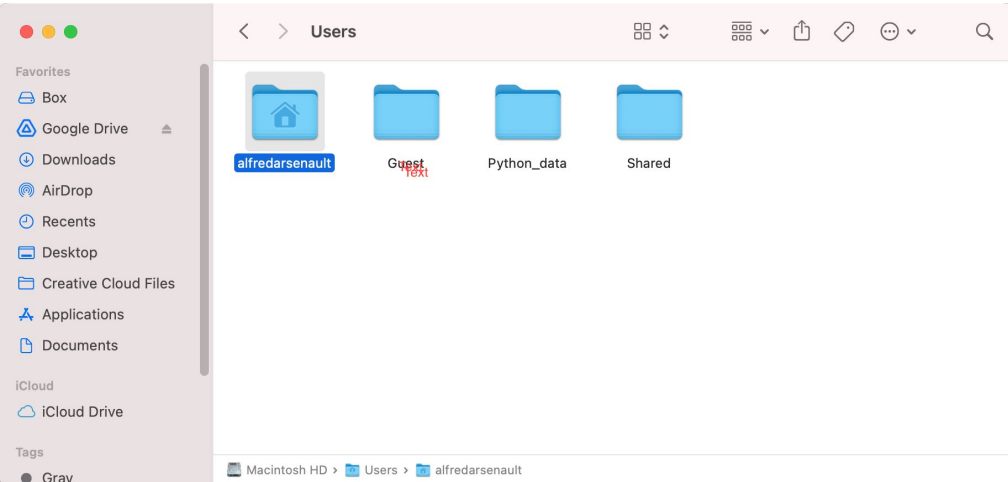 Users
Favorites
Box
Google Drive
Downloads
AirDrop
Recents
Desktop
Creative Cloud Files
Applications
Documents
iCloud
iCloud Drive
Tags
Gray
alfredarsenault
Guest
Python_data
Shared
Text
Text
Macintosh HD › Users › alfredarsenault